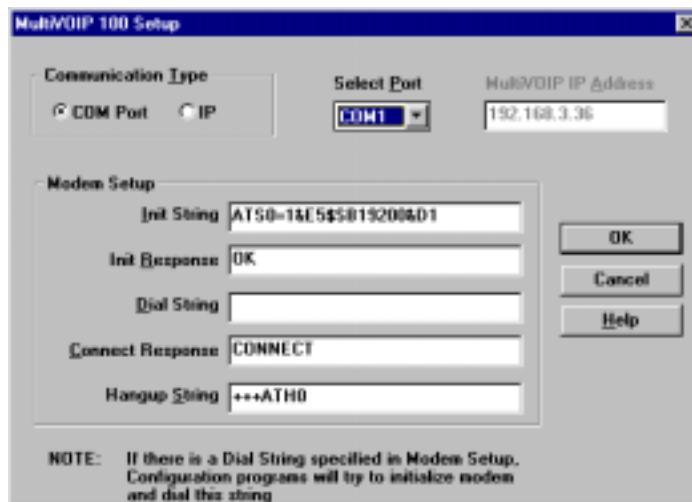 MultiVOIP 100 Setup
Communication Type
COM Port
IP
Select Port
COM1
MultiVOIP IP Address
192.168.3.36
Modem Setup
Init String
ATS0=1&E5$SB19200&D1
Init Response
OK
Dial String
Connect Response
CONNECT
Hangup String
+++ATH0
OK
Cancel
Help
NOTE: If there is a Dial String specified in Modem Setup,
Configuration programs will try to initialize modem
and dial this string